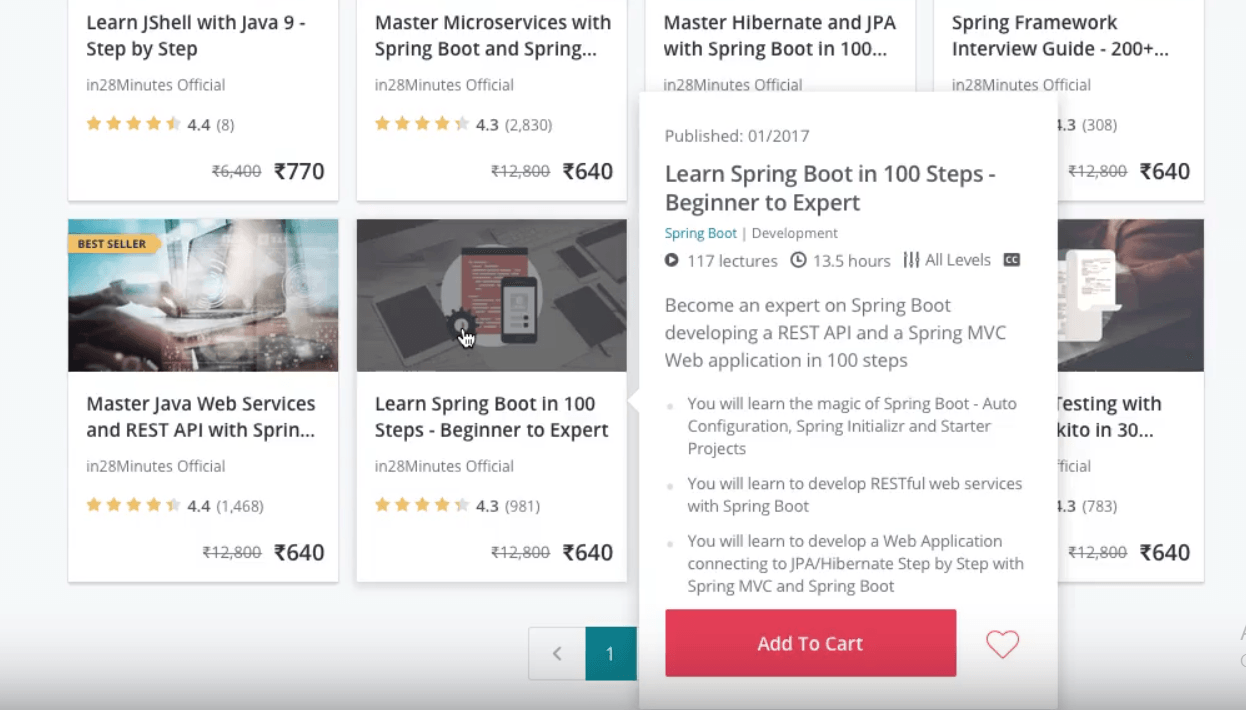 Learn JShell with Java 9 -
Step by Step
in28Minutes Official
4.4 (8)
₹6,400 ₹770
Master Microservices with
Spring Boot and Spring...
in28Minutes Official
4.3 (2,830)
₹12,800 ₹640
Master Hibernate and JPA
with Spring Boot in 100...
in28Minutes Official
Spring Framework
Interview Guide - 200+...
in28Minutes Official
4.3 (308)
₹12,800 ₹640
BEST SELLER
Master Java Web Services
and REST API with Sprin...
in28Minutes Official
4.4 (1,468)
₹12,800 ₹640
Learn Spring Boot in 100
Steps - Beginner to Expert
in28Minutes Official
4.3 (981)
₹12,800 ₹640
Published: 01/2017
Learn Spring Boot in 100 Steps -
Beginner to Expert
Spring Boot | Development
117 lectures 13.5 hours All Levels CC
Become an expert on Spring Boot
developing a REST API and a Spring MVC
Web application in 100 steps
You will learn the magic of Spring Boot - Auto
Configuration, Spring Initializr and Starter
Projects
You will learn to develop RESTful web services
with Spring Boot
You will learn to develop a Web Application
connecting to JPA/Hibernate Step by Step with
Spring MVC and Spring Boot
Add To Cart
Testing with
kito in 30...
ficial
4.3 (783)
₹12,800 ₹640
1